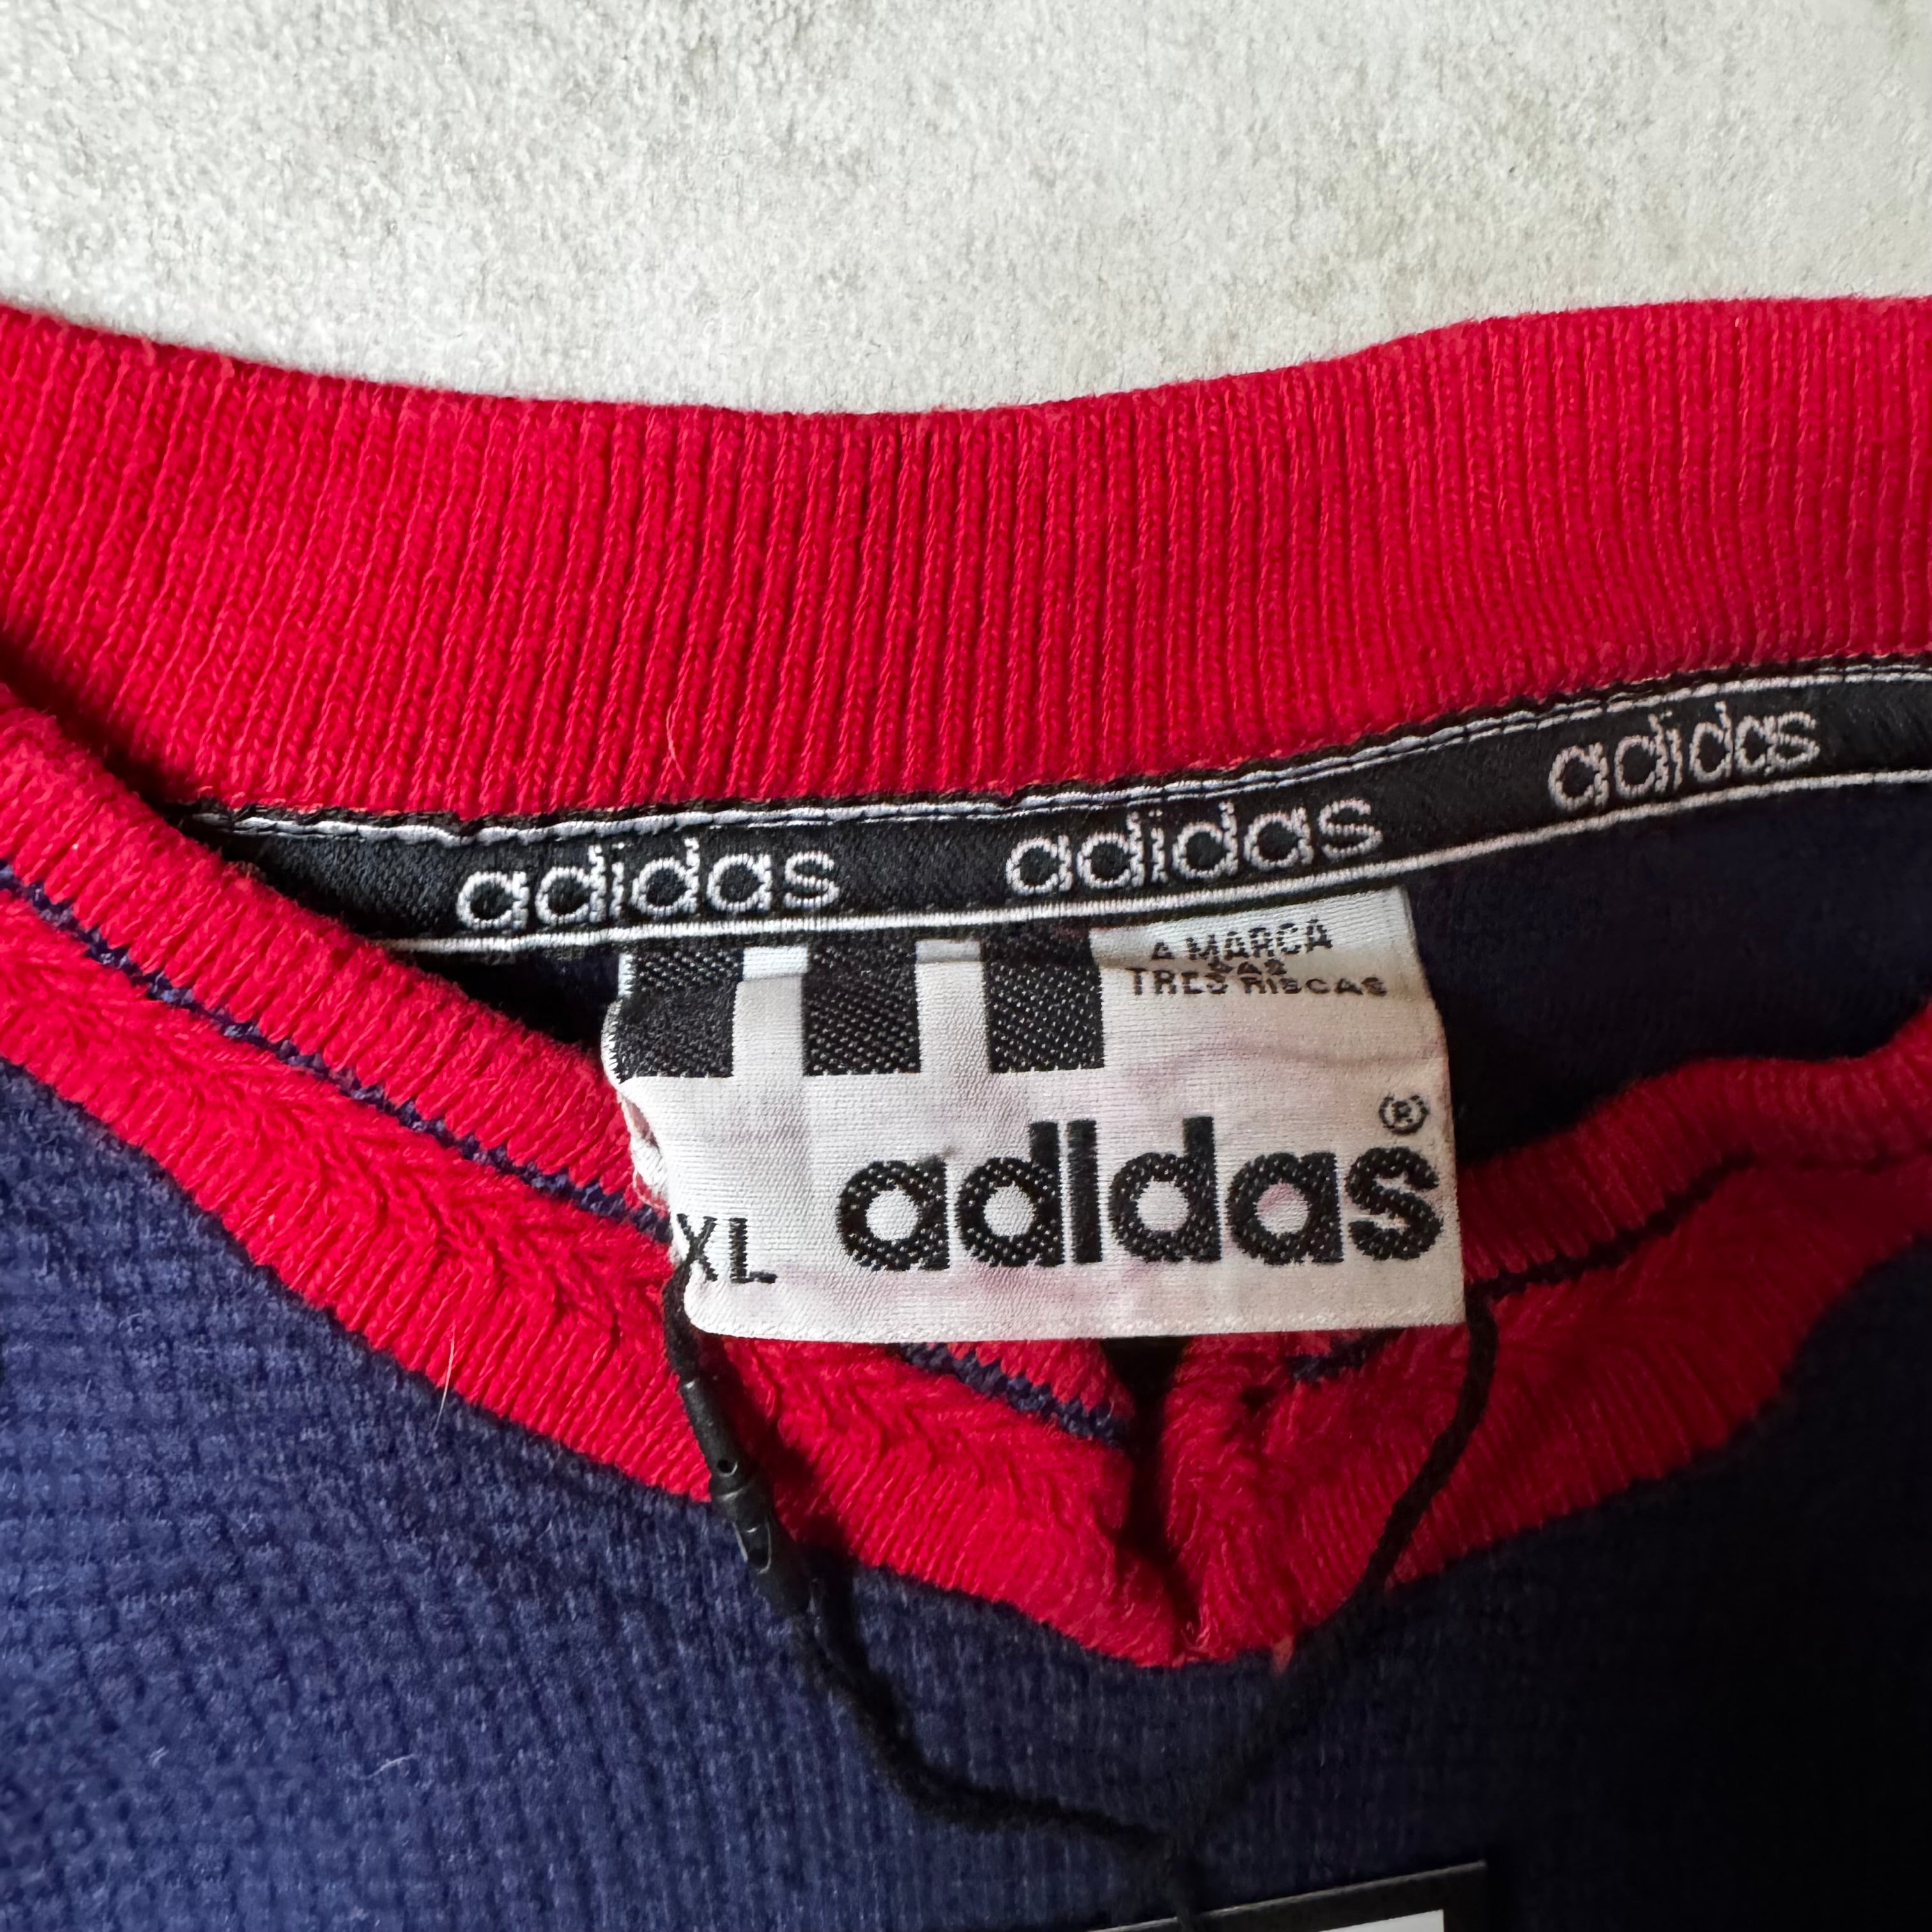 adidas adidas adidas
A MARCA
DAS
TRES RISCAS
adidas®
XL